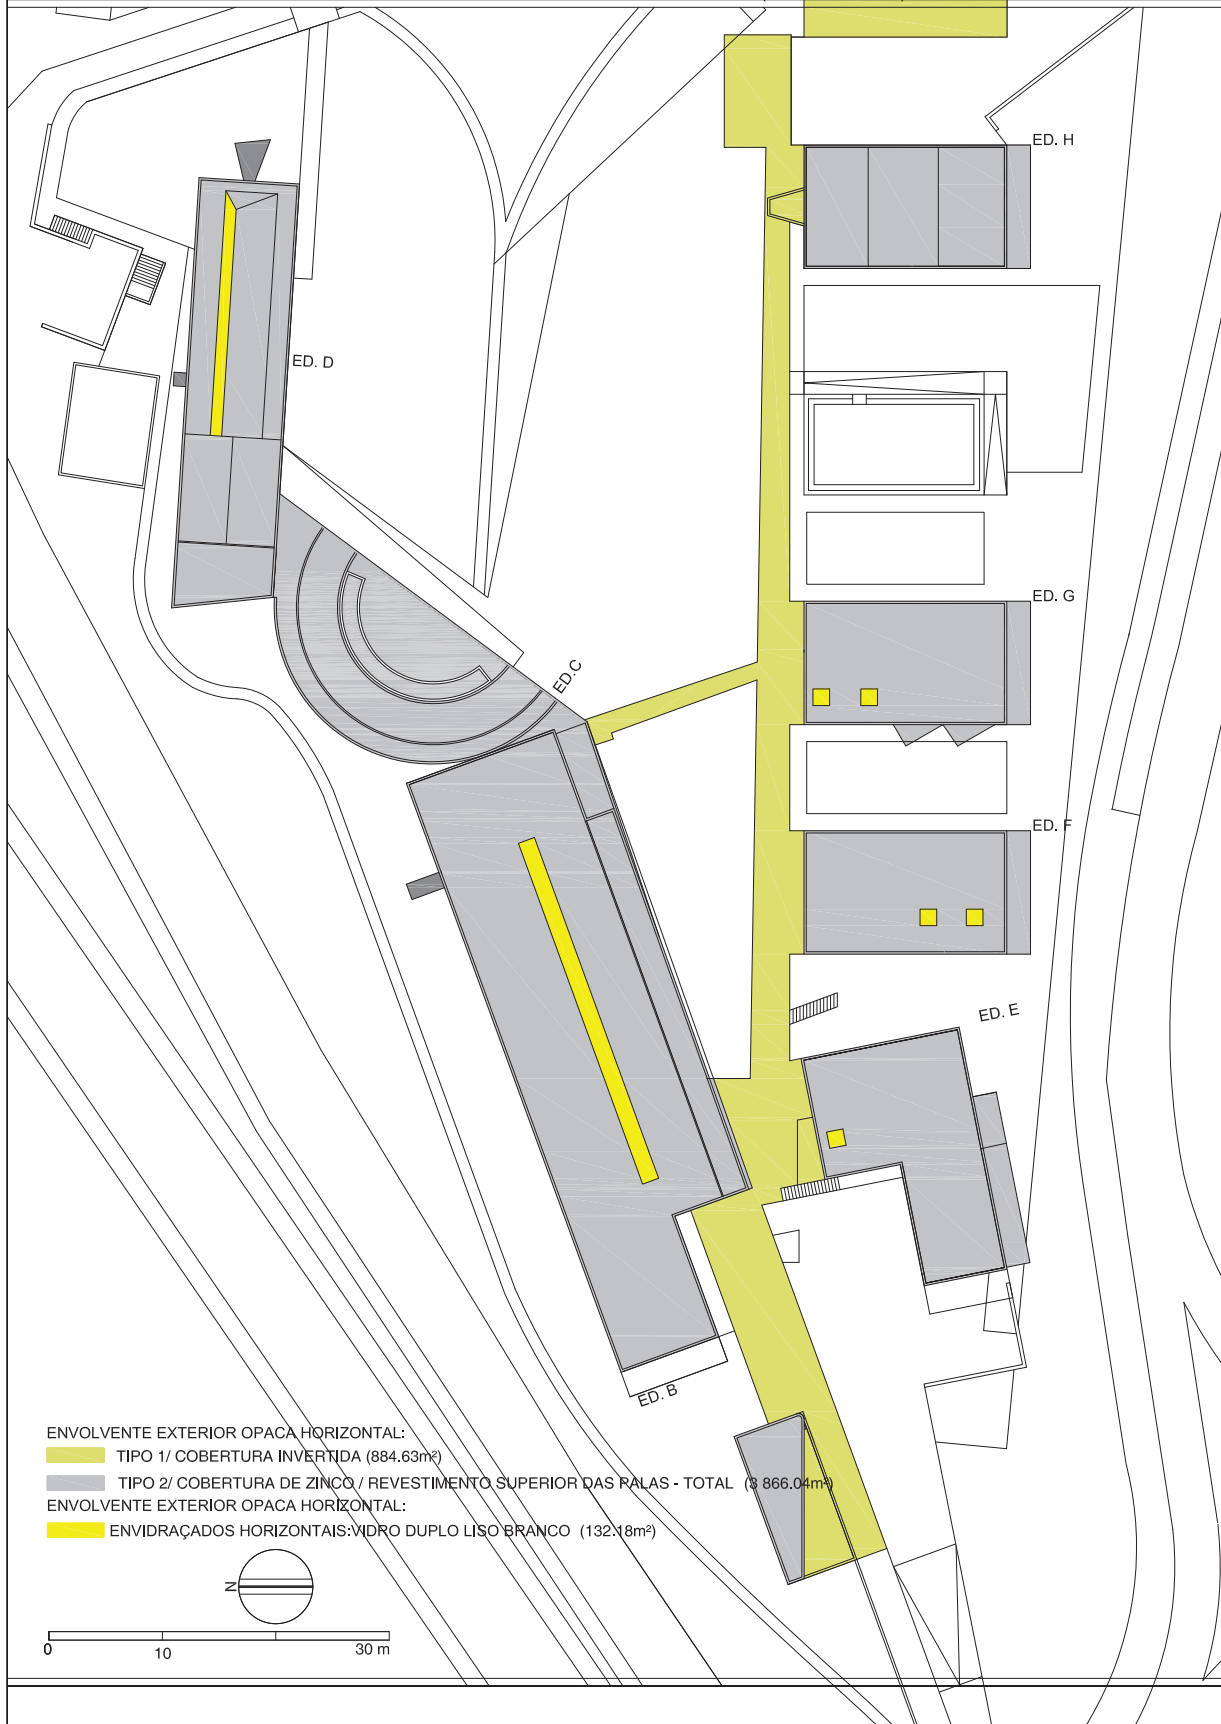 ED. H
ED. D
ED. G
ED.C
ED. F
ED. E
ED. B
ENVOLVENTE EXTERIOR OPACA HORIZONTAL:
TIPO 1/ COBERTURA INVERTIDA (884.63m²)
TIPO 2/ COBERTURA DE ZINCO / REVESTIMENTO SUPERIOR DAS PALAS - TOTAL (3 866.04m²)
ENVOLVENTE EXTERIOR OPACA HORIZONTAL:
ENVIDRAÇADOS HORIZONTAIS:VIDRO DUPLO LISO BRANCO (132.18m²)
N
0 10 30 m